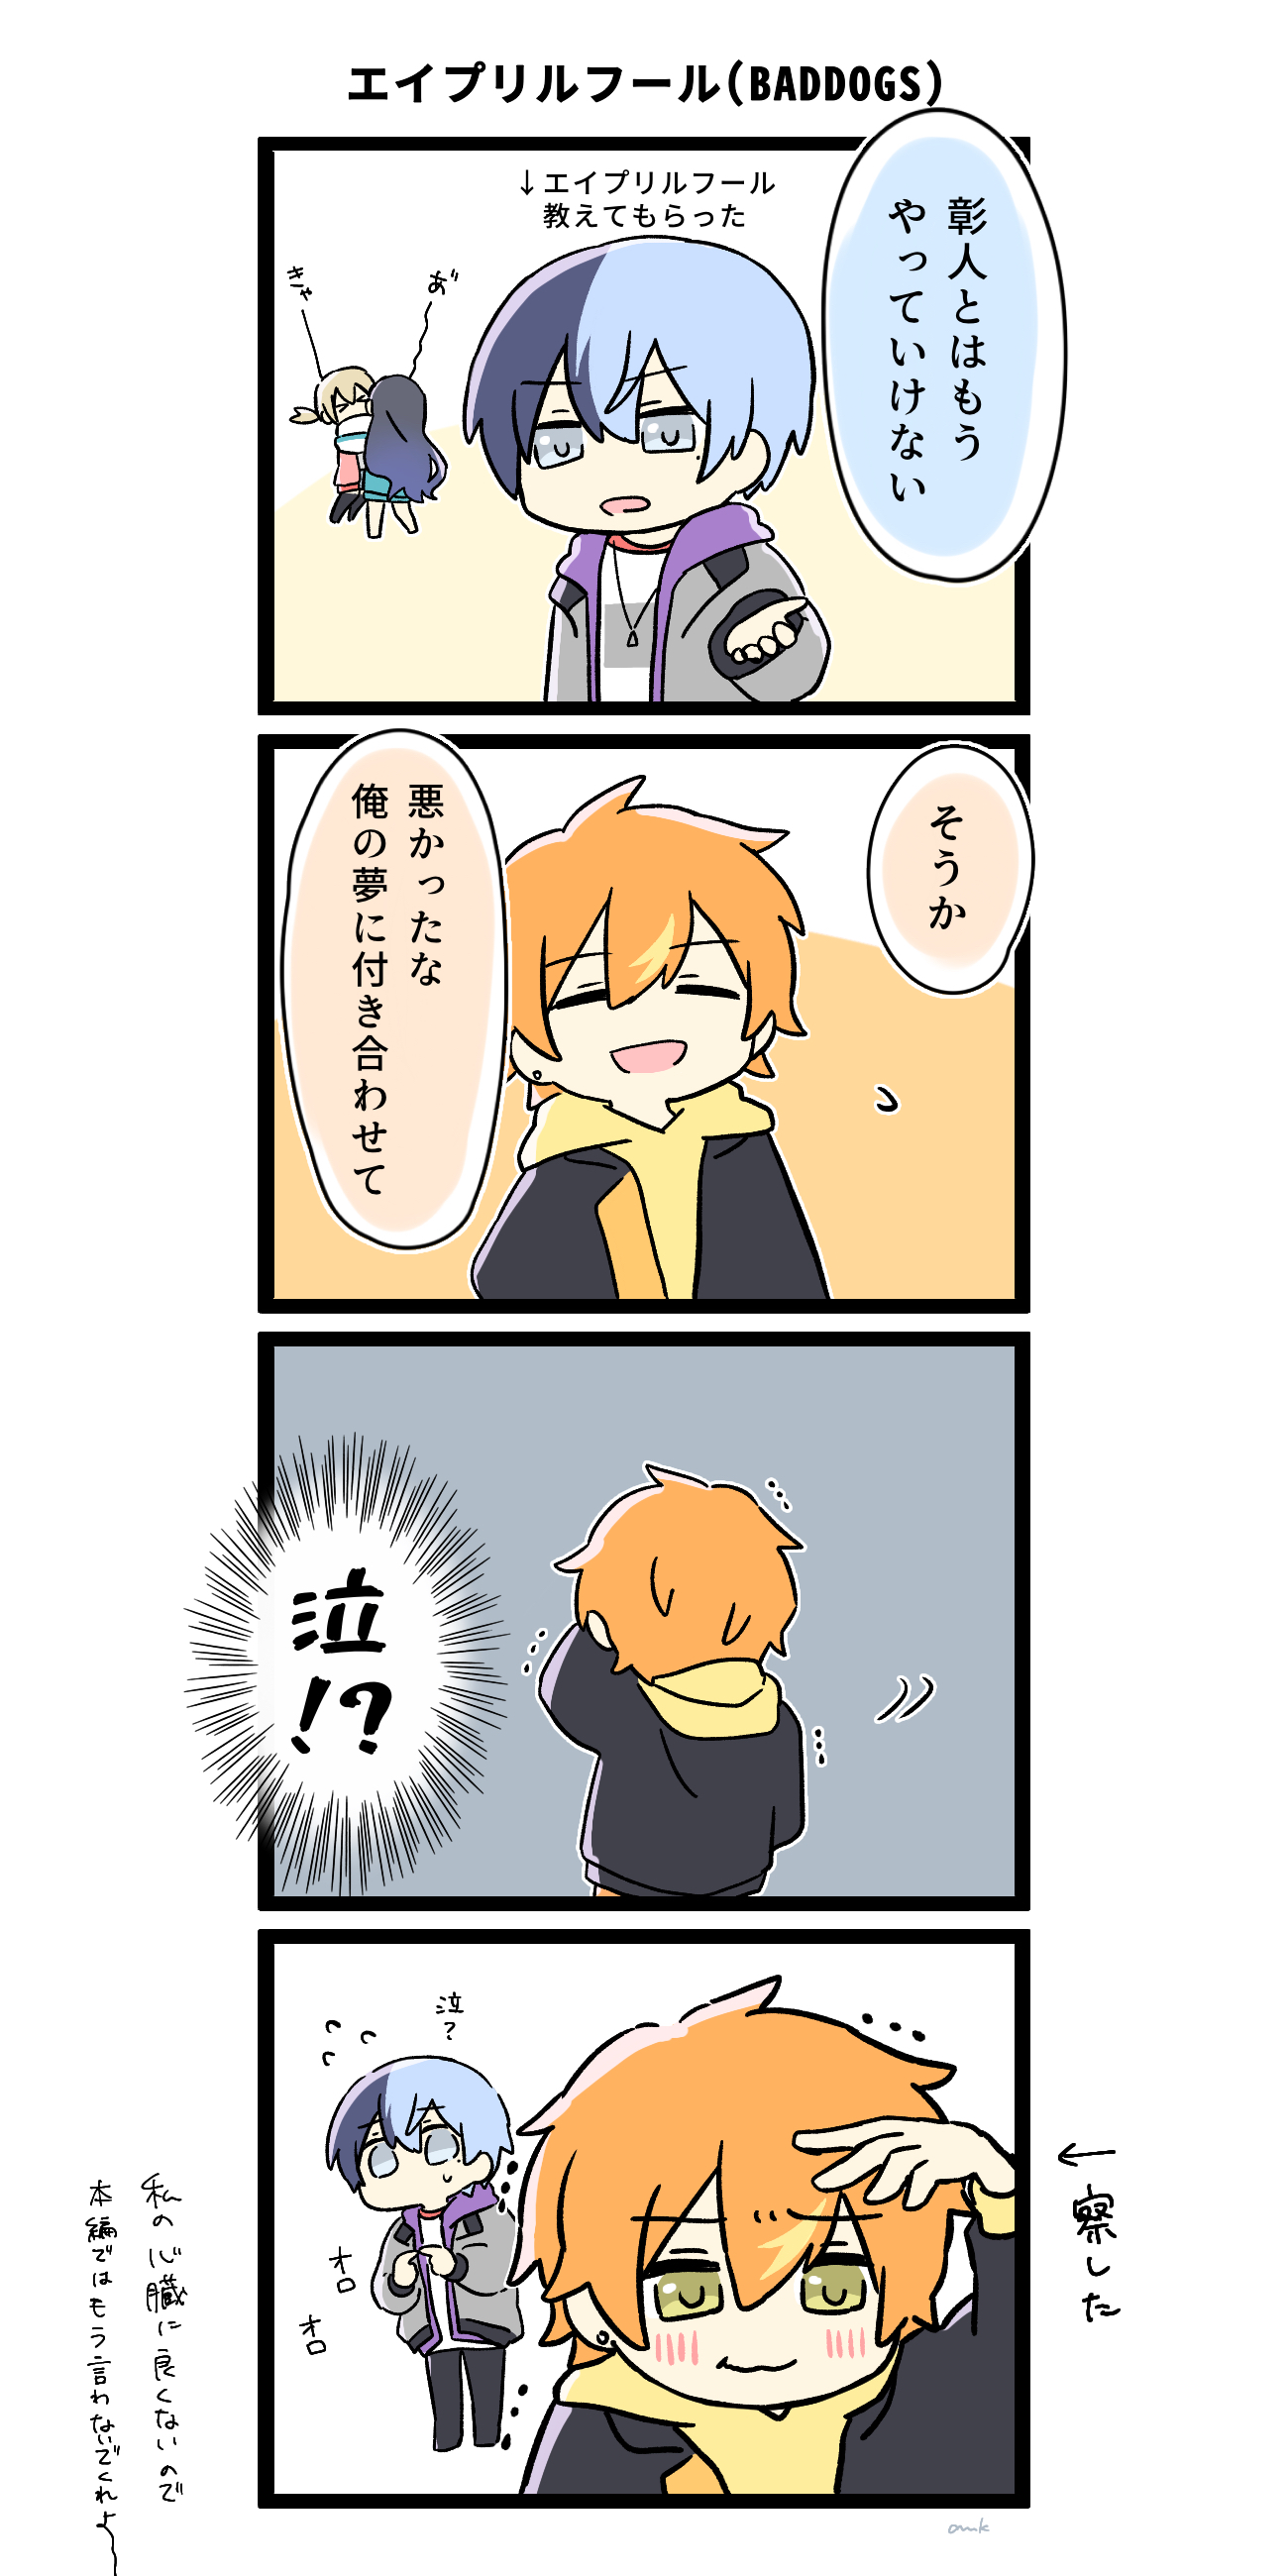 エイプリルフール(BADDOGS)
↓エイプリルフール
教えてもらった
彰人とはもう
やっていけない
あ゛
きゃ
そうか
悪かったな
俺の夢に付き合わせて
泣
!?
泣?
オロ
オロ
←察した
私の心臓に良くないので
本編ではもう言わないでくれよ
omk